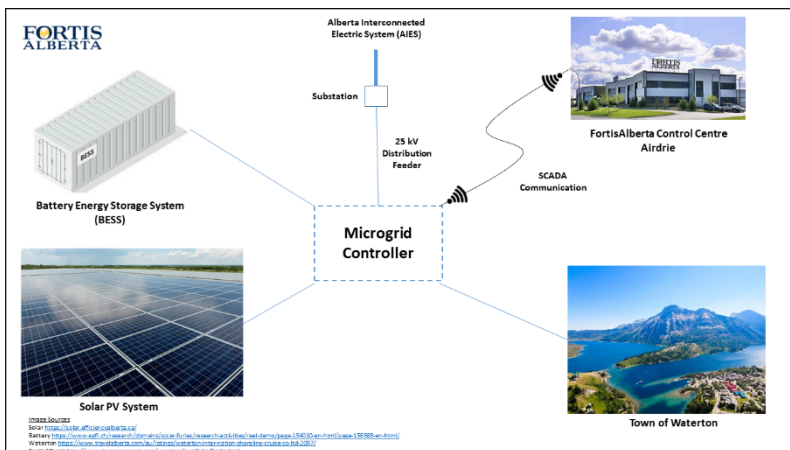 FORTIS
ALBERTA
Alberta Interconnected
Electric System (AIES)
Substation
25 kV
Distribution
Feeder
FORTIS
ALBERTA
FortisAlberta Control Centre
Airdrie
SCADA
Communication
BESS
Battery Energy Storage System
(BESS)
Microgrid
Controller
Solar PV System
Town of Waterton
Image Sources
Solar https://solar.efficiencyalberta.ca/
Battery
Waterton